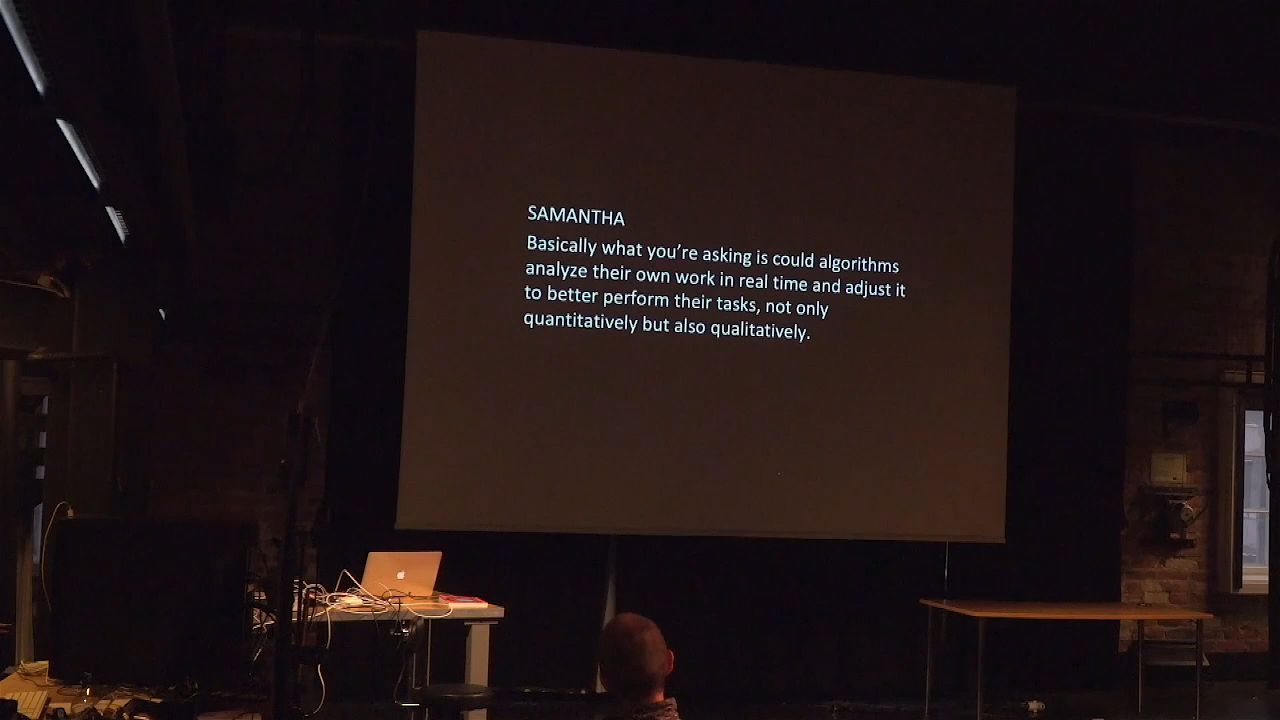 SAMANTHA
Basically what you’re asking is could algorithms
analyze their own work in real time and adjust it
to better perform their tasks, not only
quantitatively but also qualitatively.